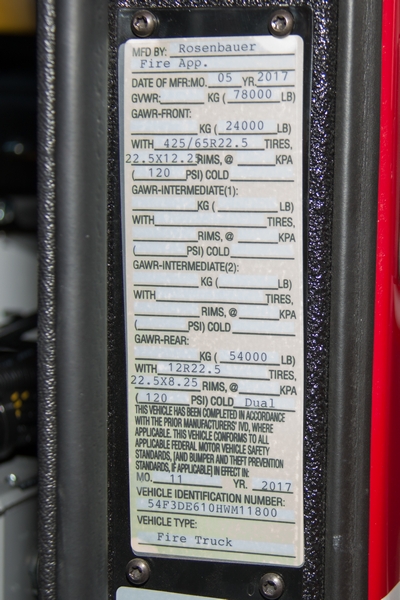 MFD BY: Rosenbauer
Fire App.
DATE OF MFR:MO. 05 YR. 2017
GVWR: KG ( 78000 LB)
GAWR-FRONT:
KG ( 24000 LB)
WITH 425/65R22.5 TIRES,
22.5X12.25 RIMS, @ KPA
( 120 PSI) COLD
GAWR-INTERMEDIATE(1):
KG ( LB)
WITH TIRES,
RIMS, @ KPA
( PSI) COLD
GAWR-INTERMEDIATE(2):
KG ( LB)
WITH TIRES,
RIMS, @ KPA
( PSI) COLD
GAWR-REAR:
KG ( 54000 LB)
WITH 12R22.5 TIRES,
22.5X8.25 RIMS, @ KPA
( 120 PSI) COLD Dual
THIS VEHICLE HAS BEEN COMPLETED IN ACCORDANCE
WITH THE PRIOR MANUFACTURERS' IVD, WHERE
APPLICABLE. THIS VEHICLE CONFORMS TO ALL
APPLICABLE FEDERAL MOTOR VEHICLE SAFETY
STANDARDS, [AND BUMPER AND THEFT PREVENTION
STANDARDS, IF APPLICABLE] IN EFFECT IN:
MO. 11 YR. 2017
VEHICLE IDENTIFICATION NUMBER:
54F3DE610HWM11800
VEHICLE TYPE:
Fire Truck